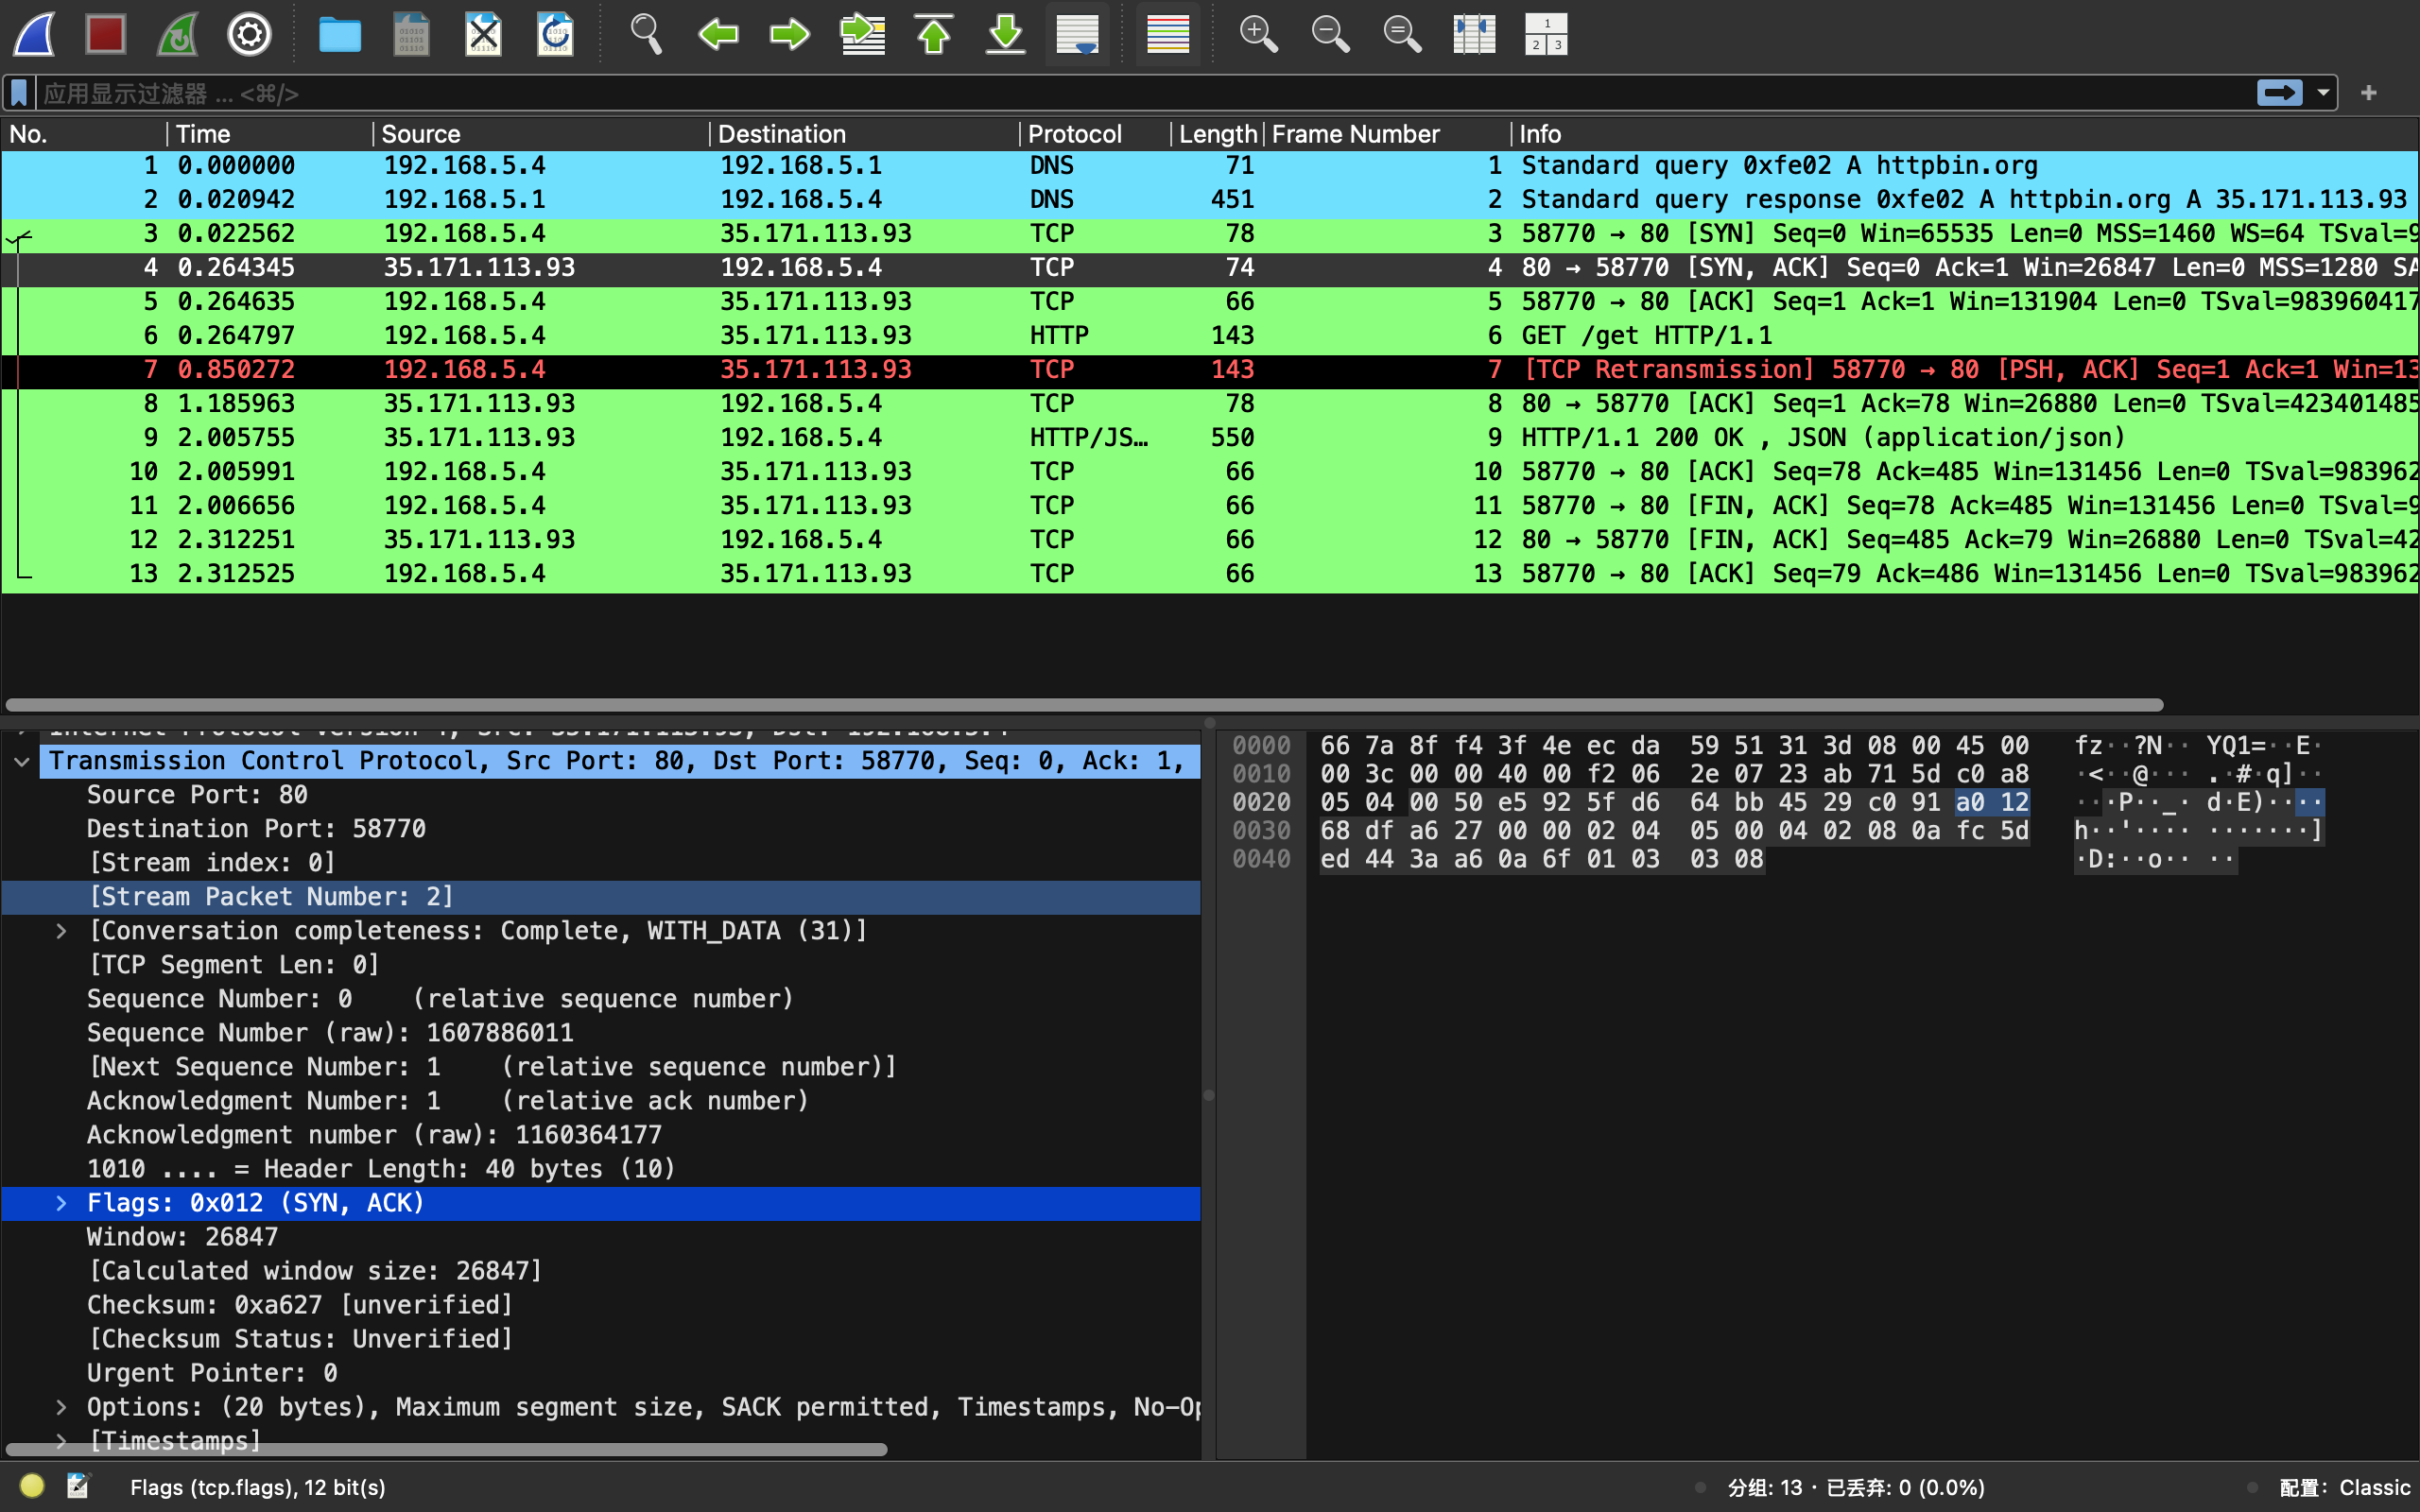 应用显示过滤器 ... <⌘/>
No. Time Source Destination Protocol Length Frame Number Info
1 0.000000 192.168.5.4 192.168.5.1 DNS 71 1 Standard query 0xfe02 A httpbin.org
2 0.020942 192.168.5.1 192.168.5.4 DNS 451 2 Standard query response 0xfe02 A httpbin.org A 35.171.113.93
3 0.022562 192.168.5.4 35.171.113.93 TCP 78 3 58770 → 80 [SYN] Seq=0 Win=65535 Len=0 MSS=1460 WS=64 TSval=9
4 0.264345 35.171.113.93 192.168.5.4 TCP 74 4 80 → 58770 [SYN, ACK] Seq=0 Ack=1 Win=26847 Len=0 MSS=1280 SA
5 0.264635 192.168.5.4 35.171.113.93 TCP 66 5 58770 → 80 [ACK] Seq=1 Ack=1 Win=131904 Len=0 TSval=983960417
6 0.264797 192.168.5.4 35.171.113.93 HTTP 143 6 GET /get HTTP/1.1
7 0.850272 192.168.5.4 35.171.113.93 TCP 143 7 [TCP Retransmission] 58770 → 80 [PSH, ACK] Seq=1 Ack=1 Win=13
8 1.185963 35.171.113.93 192.168.5.4 TCP 78 8 80 → 58770 [ACK] Seq=1 Ack=78 Win=26880 Len=0 TSval=423401485
9 2.005755 35.171.113.93 192.168.5.4 HTTP/JS… 550 9 HTTP/1.1 200 OK , JSON (application/json)
10 2.005991 192.168.5.4 35.171.113.93 TCP 66 10 58770 → 80 [ACK] Seq=78 Ack=485 Win=131456 Len=0 TSval=983962
11 2.006656 192.168.5.4 35.171.113.93 TCP 66 11 58770 → 80 [FIN, ACK] Seq=78 Ack=485 Win=131456 Len=0 TSval=9
12 2.312251 35.171.113.93 192.168.5.4 TCP 66 12 80 → 58770 [FIN, ACK] Seq=485 Ack=79 Win=26880 Len=0 TSval=42
13 2.312525 192.168.5.4 35.171.113.93 TCP 66 13 58770 → 80 [ACK] Seq=79 Ack=486 Win=131456 Len=0 TSval=983962
Transmission Control Protocol, Src Port: 80, Dst Port: 58770, Seq: 0, Ack: 1,
Source Port: 80
Destination Port: 58770
[Stream index: 0]
[Stream Packet Number: 2]
[Conversation completeness: Complete, WITH_DATA (31)]
[TCP Segment Len: 0]
Sequence Number: 0 (relative sequence number)
Sequence Number (raw): 1607886011
[Next Sequence Number: 1 (relative sequence number)]
Acknowledgment Number: 1 (relative ack number)
Acknowledgment number (raw): 1160364177
1010 .... = Header Length: 40 bytes (10)
Flags: 0x012 (SYN, ACK)
Window: 26847
[Calculated window size: 26847]
Checksum: 0xa627 [unverified]
[Checksum Status: Unverified]
Urgent Pointer: 0
Options: (20 bytes), Maximum segment size, SACK permitted, Timestamps, No-Op
[Timestamps]
0000 66 7a 8f f4 3f 4e ec da 59 51 31 3d 08 00 45 00 fz··?N·· YQ1=··E·
0010 00 3c 00 00 40 00 f2 06 2e 07 23 ab 71 5d c0 a8 ·<··@··· .·#·q]··
0020 05 04 00 50 e5 92 5f d6 64 bb 45 29 c0 91 a0 12 ···P··_· d·E)····
0030 68 df a6 27 00 00 02 04 05 00 04 02 08 0a fc 5d h··'···· ·······]
0040 ed 44 3a a6 0a 6f 01 03 03 08 ·D:··o·· ··
Flags (tcp.flags), 12 bit(s)
分组: 13 · 已丢弃: 0 (0.0%)
配置: Classic